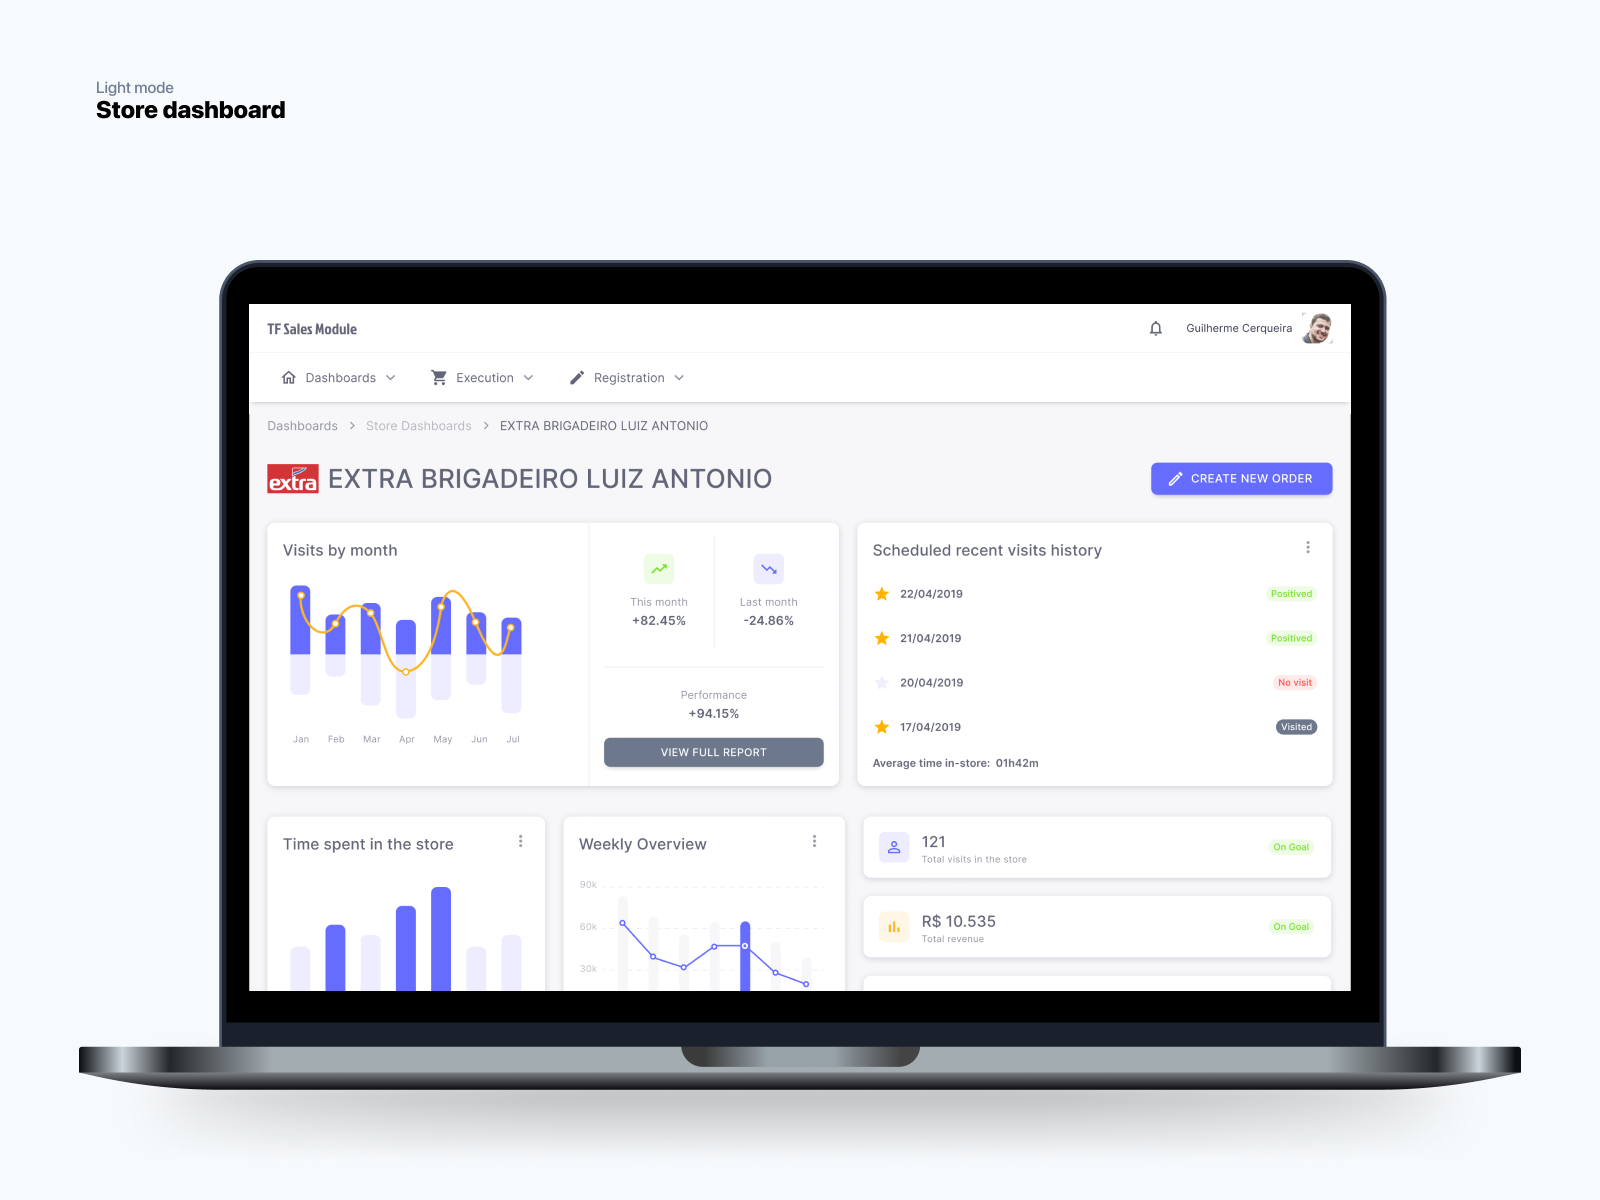 Light mode
Store dashboard
TF Sales Module
Guilherme Cerqueira
Dashboards
Execution
Registration
Dashboards > Store Dashboards > EXTRA BRIGADEIRO LUIZ ANTONIO
extra
EXTRA BRIGADEIRO LUIZ ANTONIO
CREATE NEW ORDER
Visits by month
Jan Feb Mar Apr May Jun Jul
This month
+82.45%
Last month
-24.86%
Performance
+94.15%
VIEW FULL REPORT
Scheduled recent visits history
22/04/2019 Positived
21/04/2019 Positived
20/04/2019 No visit
17/04/2019 Visited
Average time in-store: 01h42m
Time spent in the store
Weekly Overview
90k
60k
30k
121
Total visits in the store
On Goal
R$ 10.535
Total revenue
On Goal